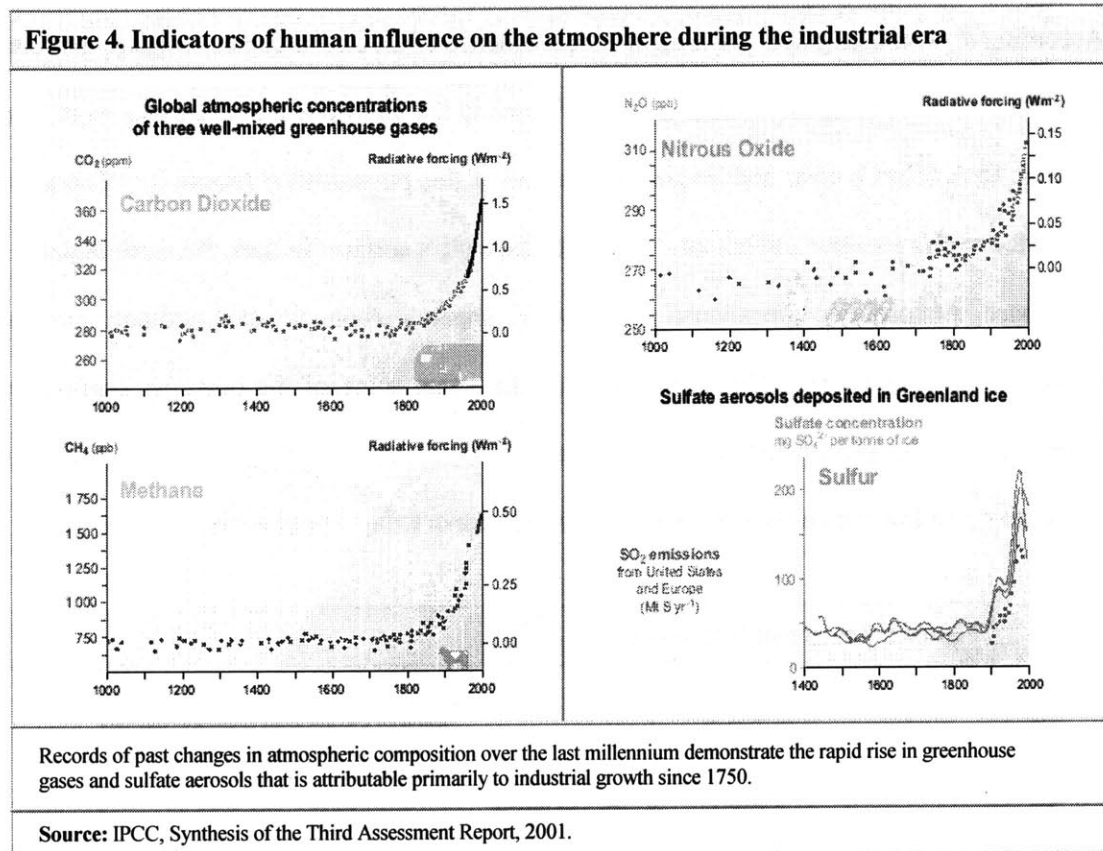 Figure 4. Indicators of human influence on the atmosphere during the industrial era
Global atmospheric concentrations
of three well-mixed greenhouse gases
CO₂ (ppm)
Radiative forcing (Wm⁻²)
Carbon Dioxide
360
340
320
300
280
260
1.5
1.0
0.5
0.0
1000 1200 1400 1600 1800 2000
CH₄ (ppb)
Radiative forcing (Wm⁻²)
Methane
1 750
1 500
1 250
1 000
750
0.50
0.25
0.00
1000 1200 1400 1600 1800 2000
N₂O (ppb)
Radiative forcing (Wm⁻²)
Nitrous Oxide
310
290
270
250
0.15
0.10
0.05
0.00
1000 1200 1400 1600 1800 2000
Sulfate aerosols deposited in Greenland ice
Sulfate concentration
mg SO₄²⁻ per tonne of ice
Sulfur
200
100
0
SO₂ emissions
from United States
and Europe
(Mt S yr⁻¹)
1400 1600 1800 2000
Records of past changes in atmospheric composition over the last millennium demonstrate the rapid rise in greenhouse
gases and sulfate aerosols that is attributable primarily to industrial growth since 1750.
Source: IPCC, Synthesis of the Third Assessment Report, 2001.